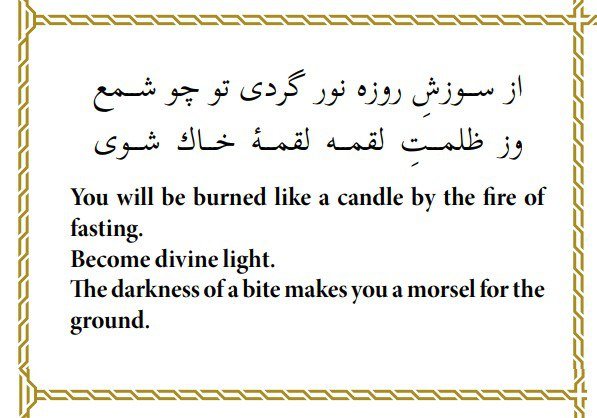 از سوزشِ روزه نور گردی تو چو شمع
وز ظلمتِ لقمه لقمهٔ خاك شوی
You will be burned like a candle by the fire of
fasting.
Become divine light.
The darkness of a bite makes you a morsel for the
ground.